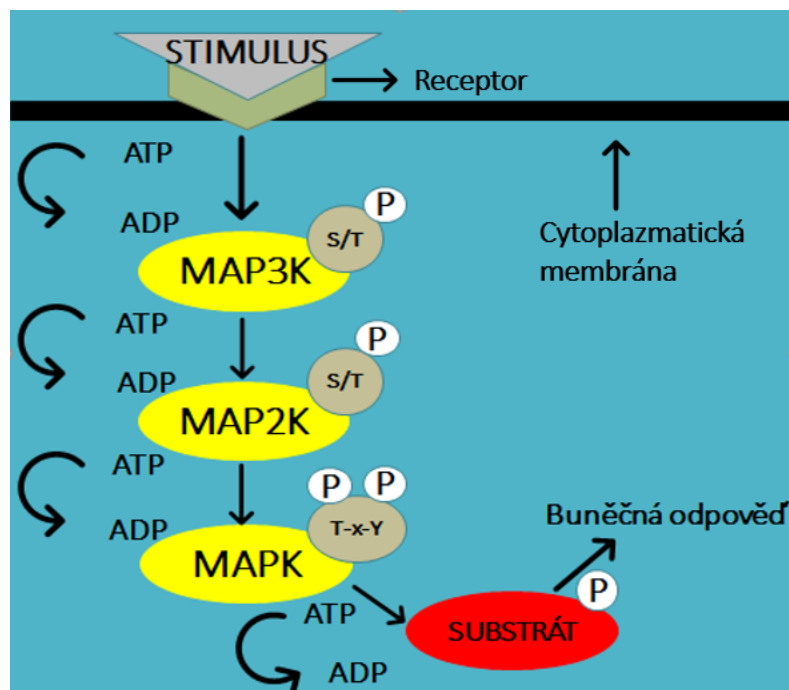 STIMULUS
Receptor
ATP
ADP
P
S/T
MAP3K
Cytoplazmatická
membrána
ATP
ADP
P
S/T
MAP2K
ATP
ADP
P P
T-x-Y
MAPK
Buněčná odpověď
P
ATP
SUBSTRÁT
ADP